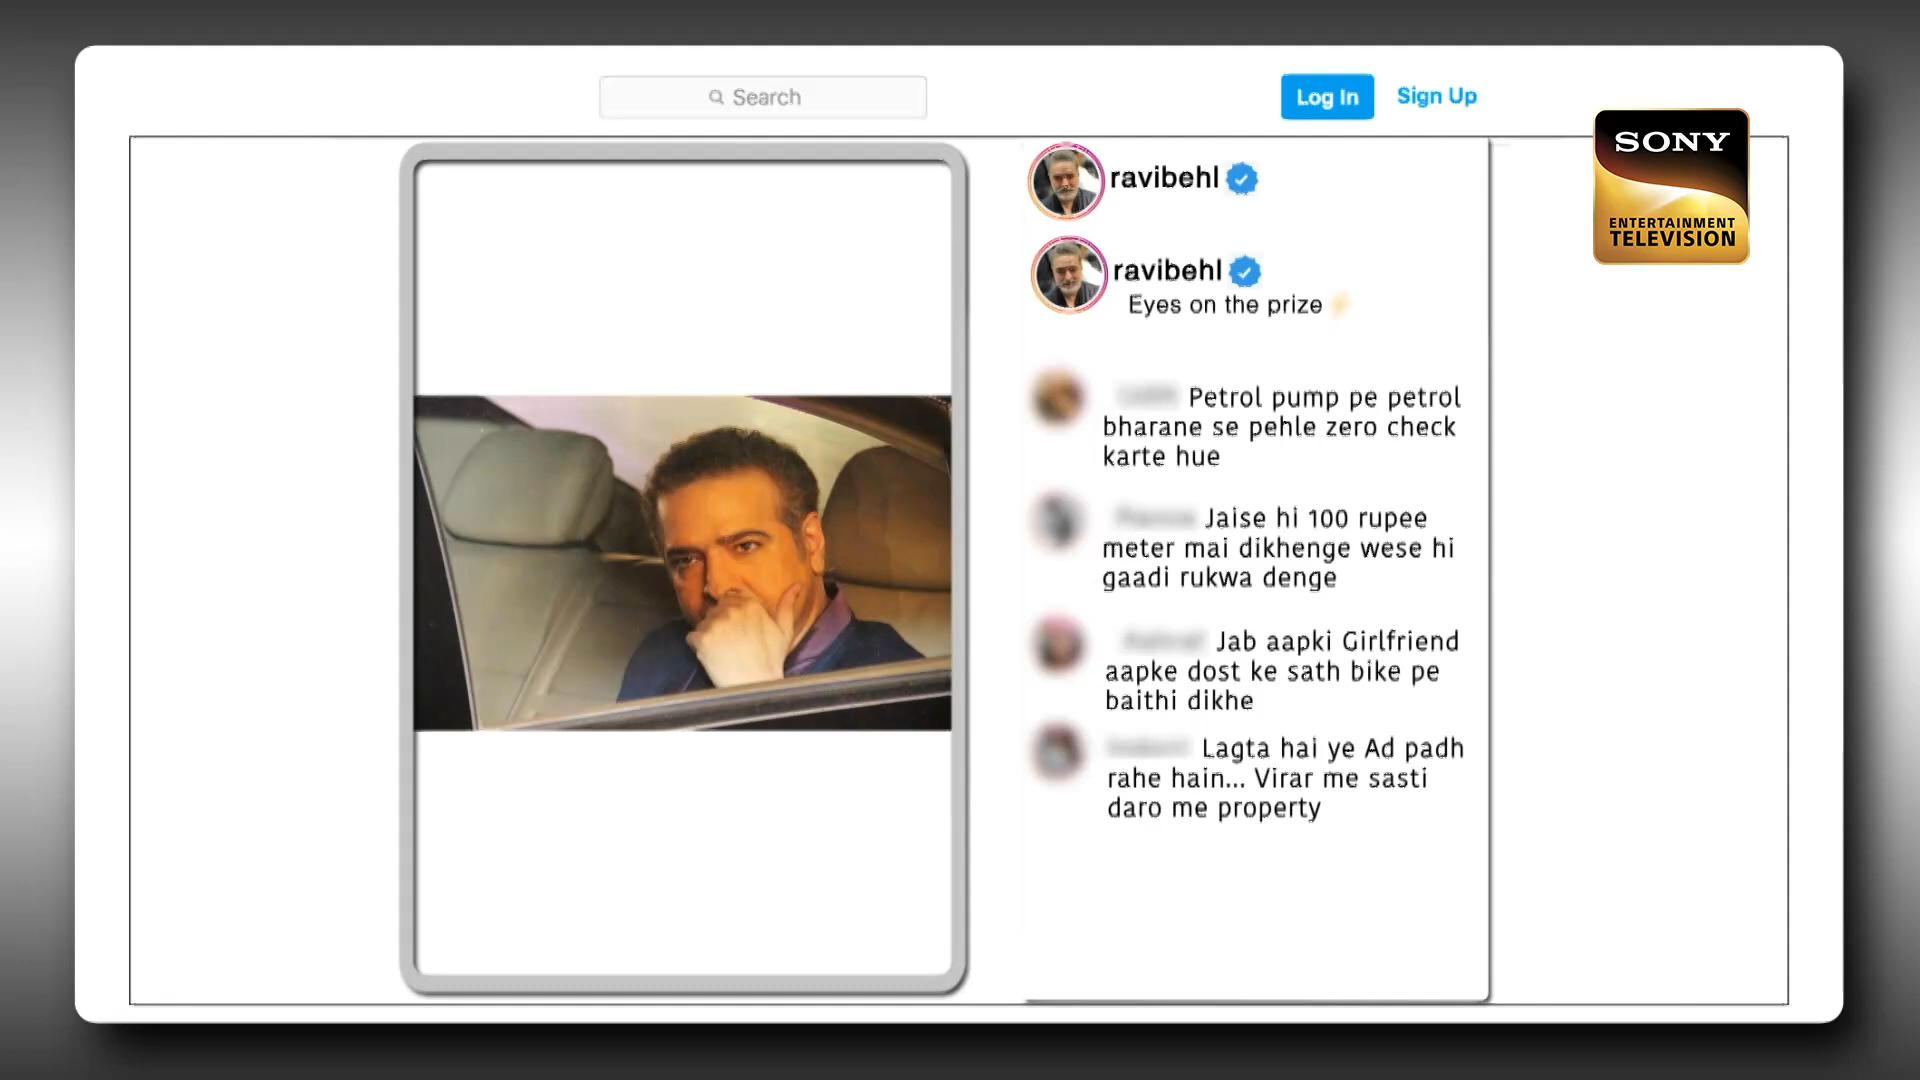 Search
Log In
Sign Up
SONY
ENTERTAINMENT
TELEVISION
ravibehl
ravibehl
Eyes on the prize
Petrol pump pe petrol
bharane se pehle zero check
karte hue
Jaise hi 100 rupee
meter mai dikhenge wese hi
gaadi rukwa denge
Jab aapki Girlfriend
aapke dost ke sath bike pe
baithi dikhe
Lagta hai ye Ad padh
rahe hain... Virar me sasti
daro me property